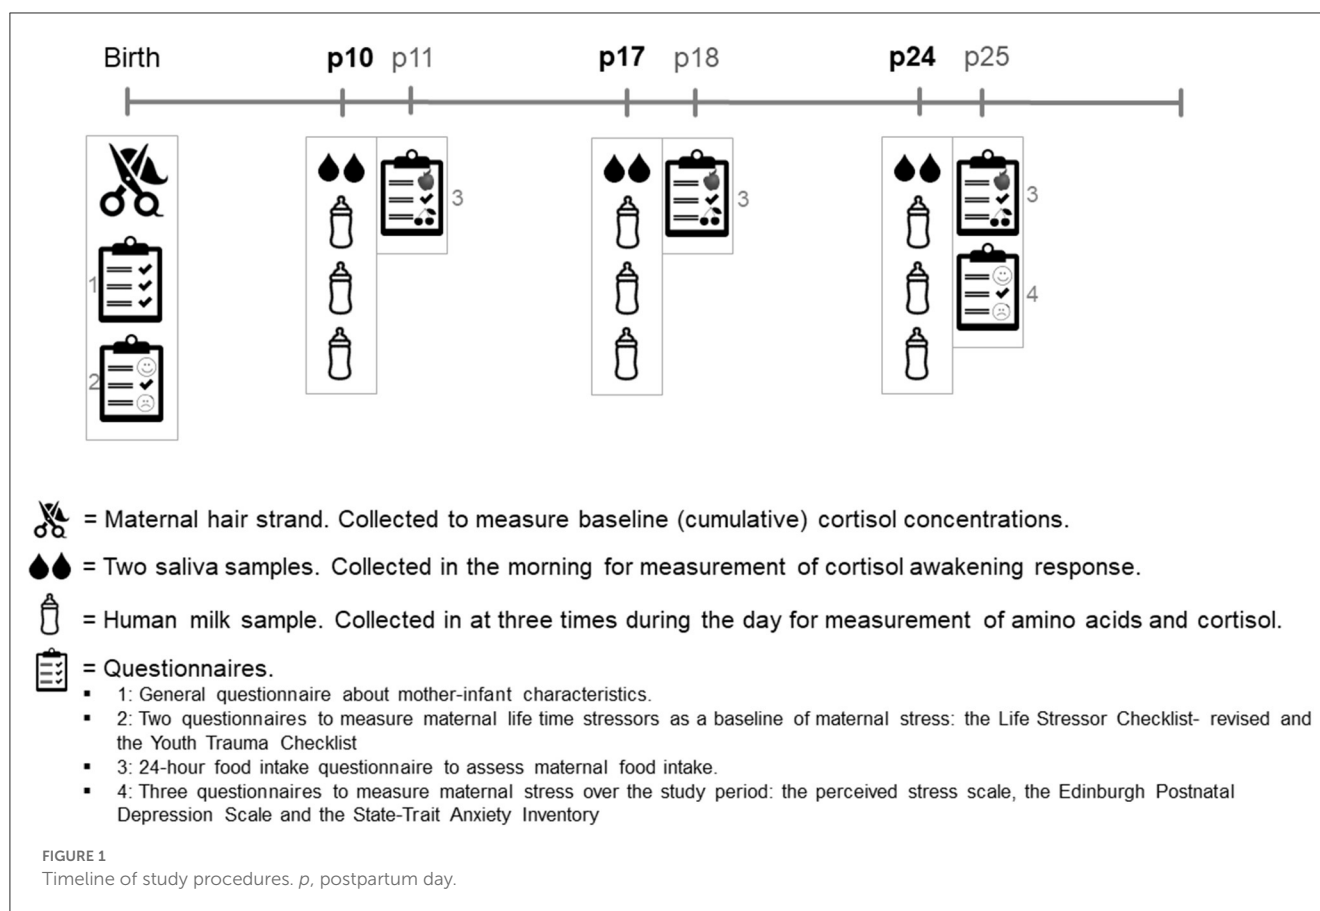 Birth p10 p11 p17 p18 p24 p25
3 3 3
1 4
2
= Maternal hair strand. Collected to measure baseline (cumulative) cortisol concentrations.
= Two saliva samples. Collected in the morning for measurement of cortisol awakening response.
= Human milk sample. Collected in at three times during the day for measurement of amino acids and cortisol.
= Questionnaires.
▪ 1: General questionnaire about mother-infant characteristics.
▪ 2: Two questionnaires to measure maternal life time stressors as a baseline of maternal stress: the Life Stressor Checklist- revised and
the Youth Trauma Checklist
▪ 3: 24-hour food intake questionnaire to assess maternal food intake.
▪ 4: Three questionnaires to measure maternal stress over the study period: the perceived stress scale, the Edinburgh Postnatal
Depression Scale and the State-Trait Anxiety Inventory
FIGURE 1
Timeline of study procedures. p, postpartum day.